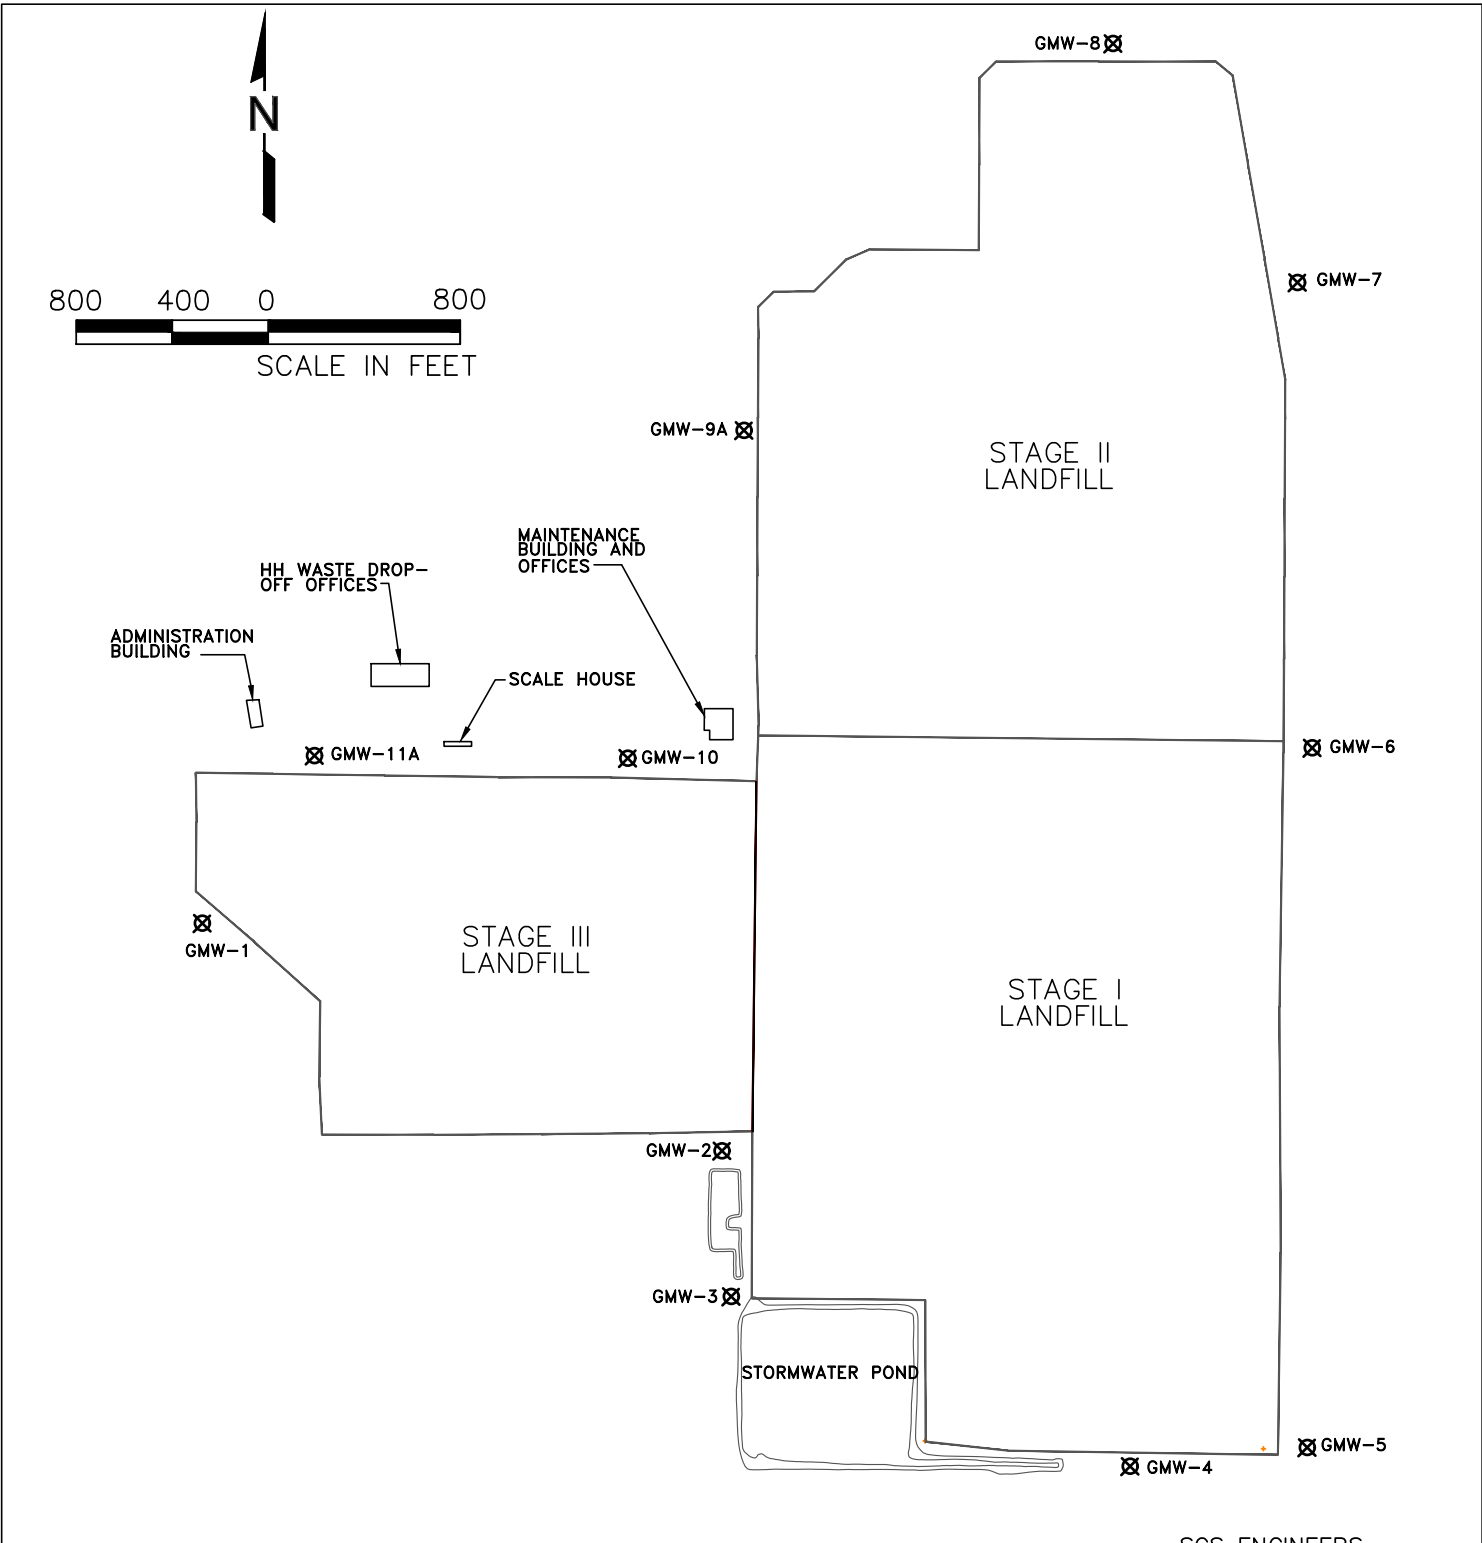 GMW-8
N
GMW-7
800 400 0 800
SCALE IN FEET
GMW-9A
STAGE II
LANDFILL
MAINTENANCE
BUILDING AND
OFFICES
HH WASTE DROP-
OFF OFFICES
ADMINISTRATION
BUILDING
SCALE HOUSE
GMW-11A
GMW-10
GMW-6
STAGE III
LANDFILL
GMW-1
STAGE I
LANDFILL
GMW-2
GMW-3
STORMWATER POND
GMW-5
GMW-4
SCS ENGINEERS